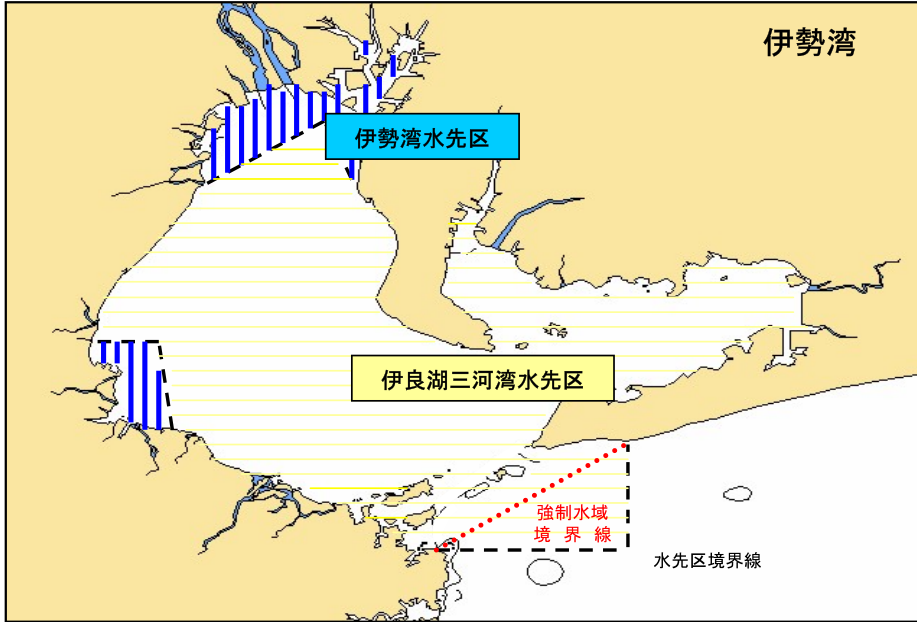 伊勢湾
伊勢湾水先区
伊良湖三河湾水先区
強制水域
境界線
水先区境界線